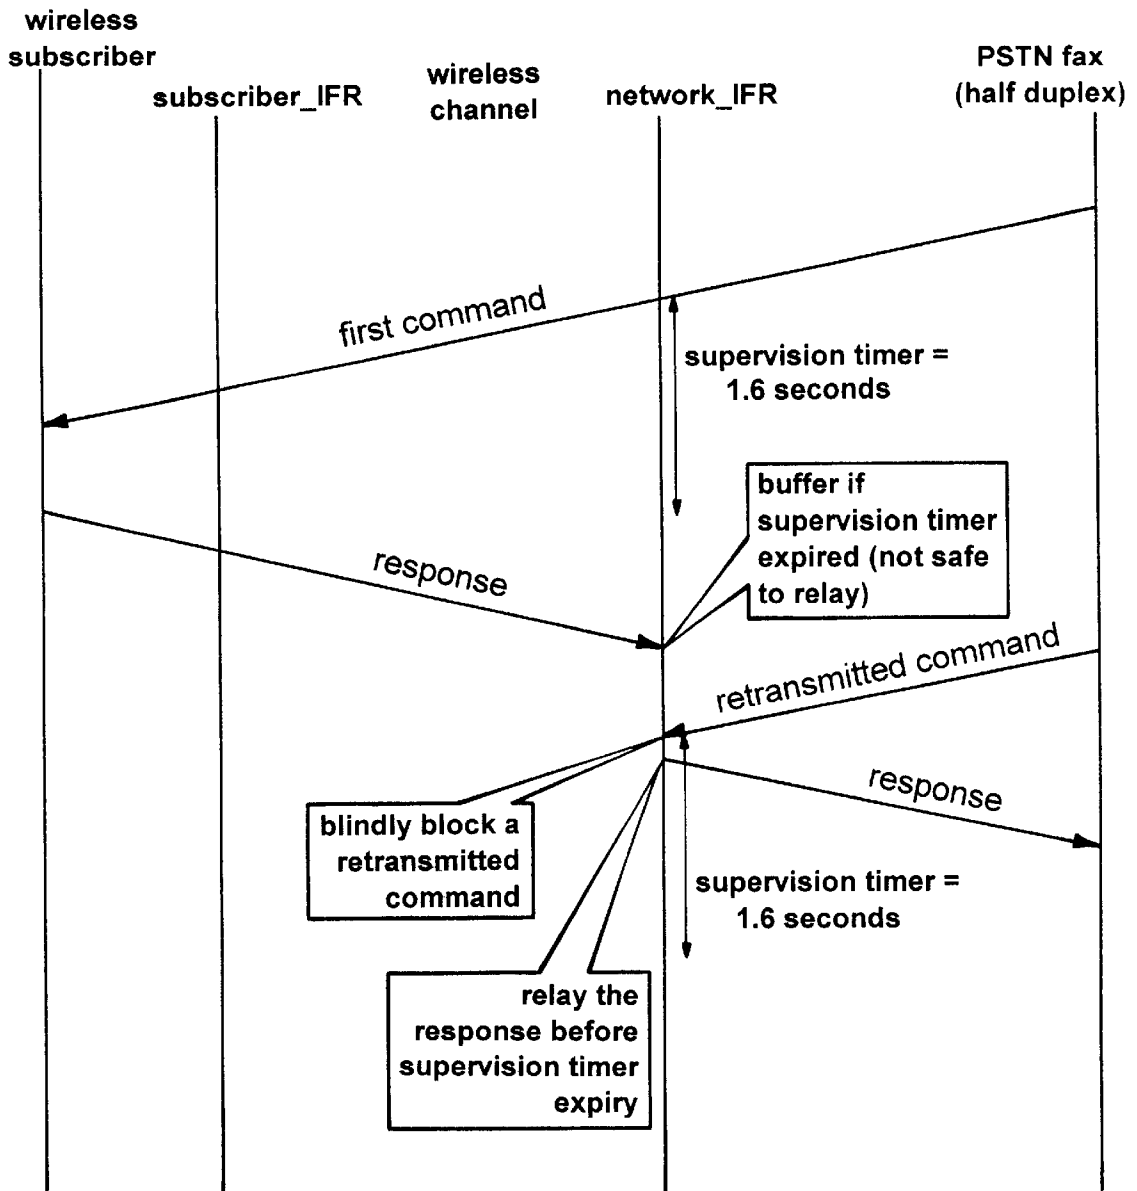 wireless
subscriber
subscriber_IFR
wireless
channel
network_IFR
PSTN fax
(half duplex)
first command
supervision timer =
1.6 seconds
buffer if
supervision timer
expired (not safe
to relay)
response
retransmitted command
response
blindly block a
retransmitted
command
supervision timer =
1.6 seconds
relay the
response before
supervision timer
expiry